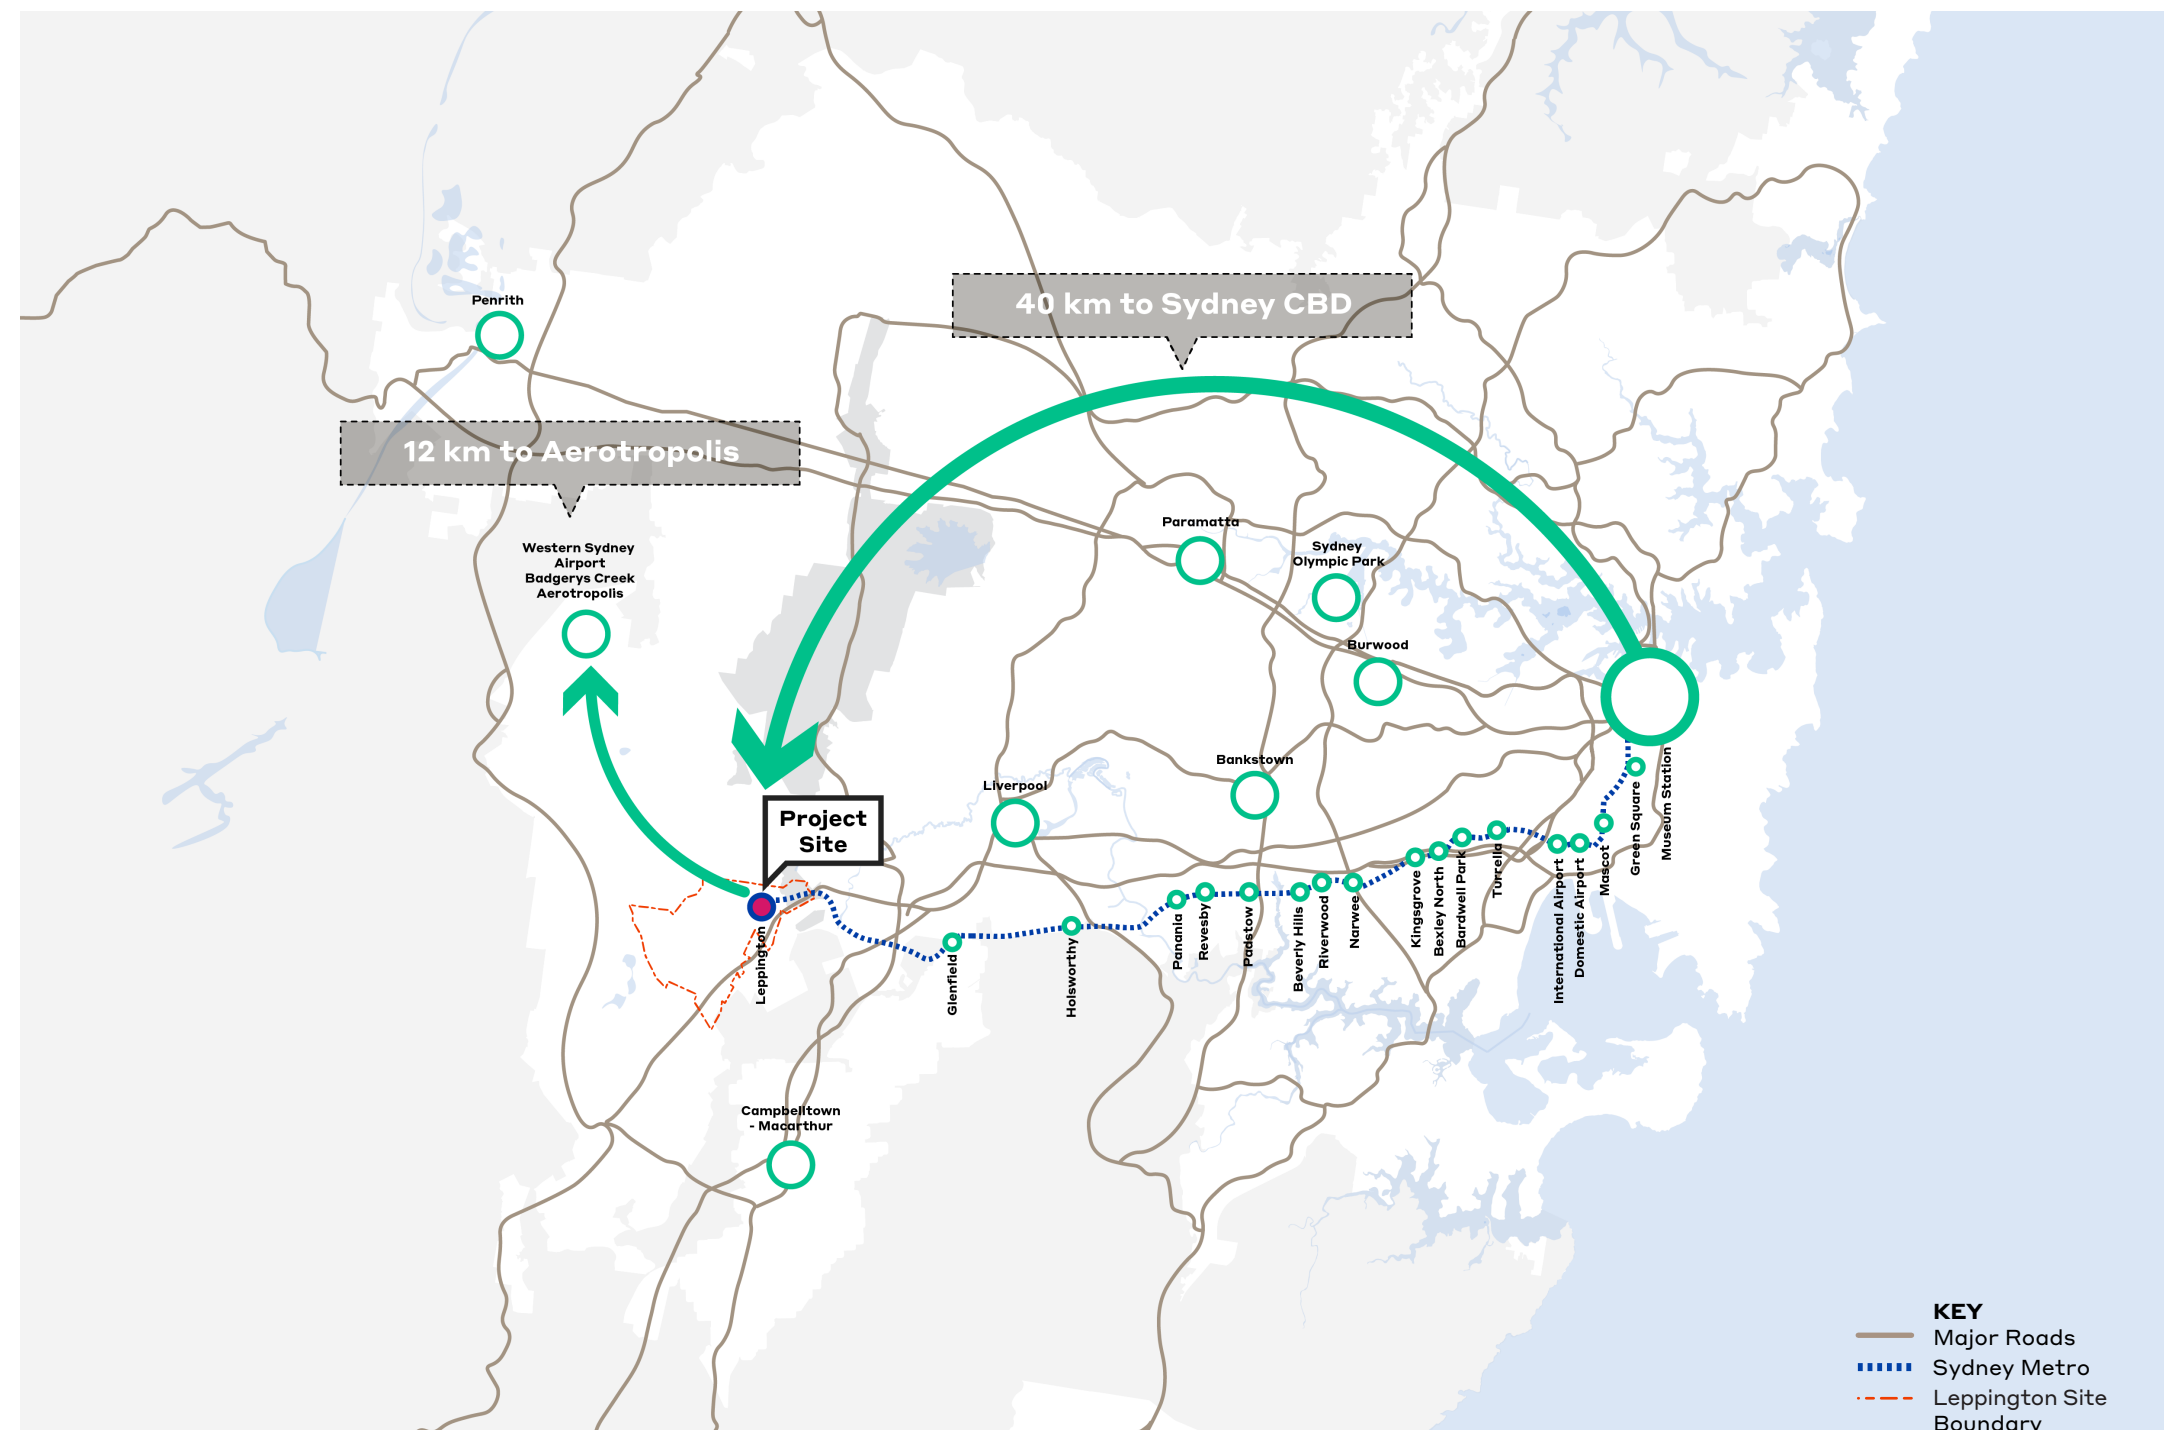 Penrith
40 km to Sydney CBD
12 km to Aerotropolis
Western Sydney
Airport
Badgerys Creek
Aerotropolis
Paramatta
Sydney
Olympic Park
Burwood
Bankstown
Liverpool
Project
Site
Leppington
Glenfield
Holsworthy
Panania
Revesby
Padstow
Beverly Hills
Riverwood
Narwee
Kingsgrove
Bexley North
Bardwell Park
Turrella
International Airport
Domestic Airport
Mascot
Green Square
Museum Station
Campbelltown
- Macarthur
KEY
Major Roads
Sydney Metro
Leppington Site
Boundary